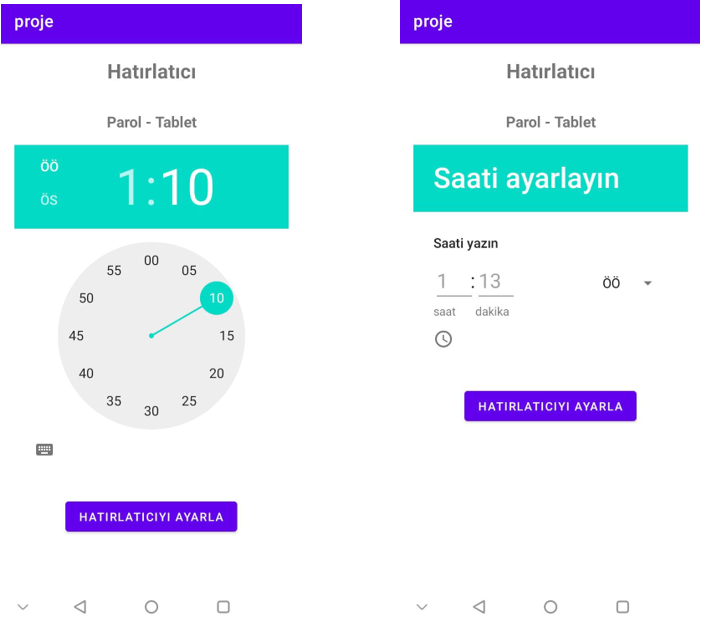 proje
Hatırlatıcı
Parol - Tablet
ÖÖ
ÖS
1:10
00
05
10
15
20
25
30
35
40
45
50
55
HATIRLATICIYI AYARLA
proje
Hatırlatıcı
Parol - Tablet
Saati ayarlayın
Saati yazın
1 : 13 ÖÖ
saat dakika
HATIRLATICIYI AYARLA